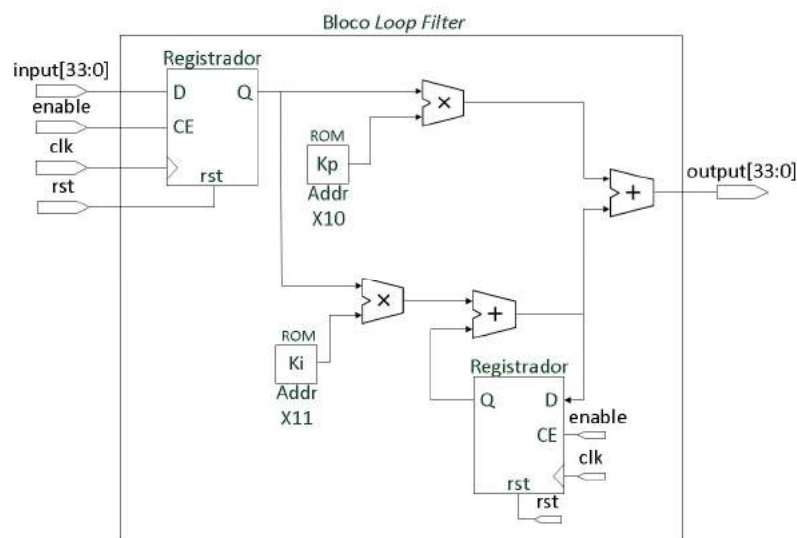 Bloco Loop Filter
Registrador
input[33:0]
D Q
enable
CE
×
clk
ROM
Kp
rst
rst
Addr
X10
+
output[33:0]
×
+
ROM
Ki
Addr
X11
Registrador
Q D
enable
CE
clk
rst
rst